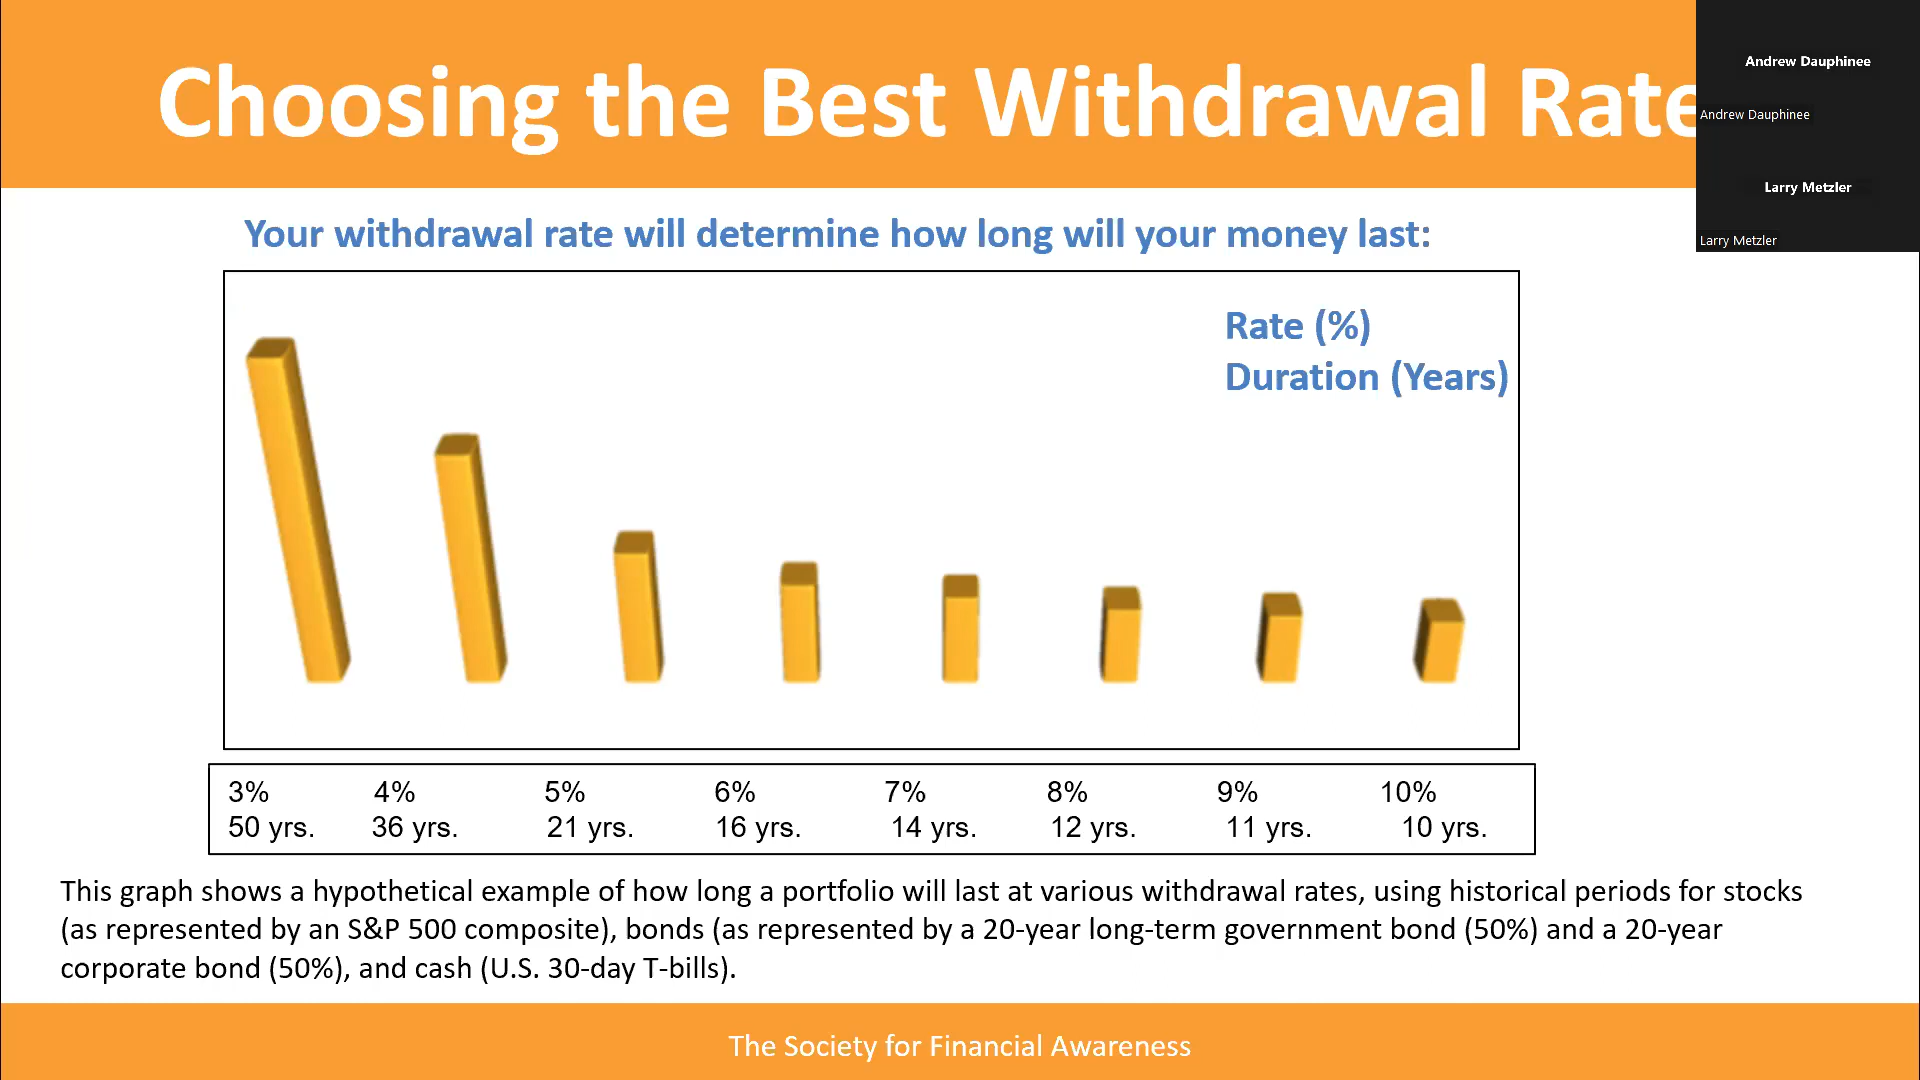 Choosing the Best Withdrawal Rate
Andrew Dauphinee
Andrew Dauphinee
Larry Metzler
Larry Metzler
Your withdrawal rate will determine how long will your money last:
Rate (%)
Duration (Years)
3% 4% 5% 6% 7% 8% 9% 10%
50 yrs. 36 yrs. 21 yrs. 16 yrs. 14 yrs. 12 yrs. 11 yrs. 10 yrs.
This graph shows a hypothetical example of how long a portfolio will last at various withdrawal rates, using historical periods for stocks
(as represented by an S&P 500 composite), bonds (as represented by a 20-year long-term government bond (50%) and a 20-year
corporate bond (50%), and cash (U.S. 30-day T-bills).
The Society for Financial Awareness